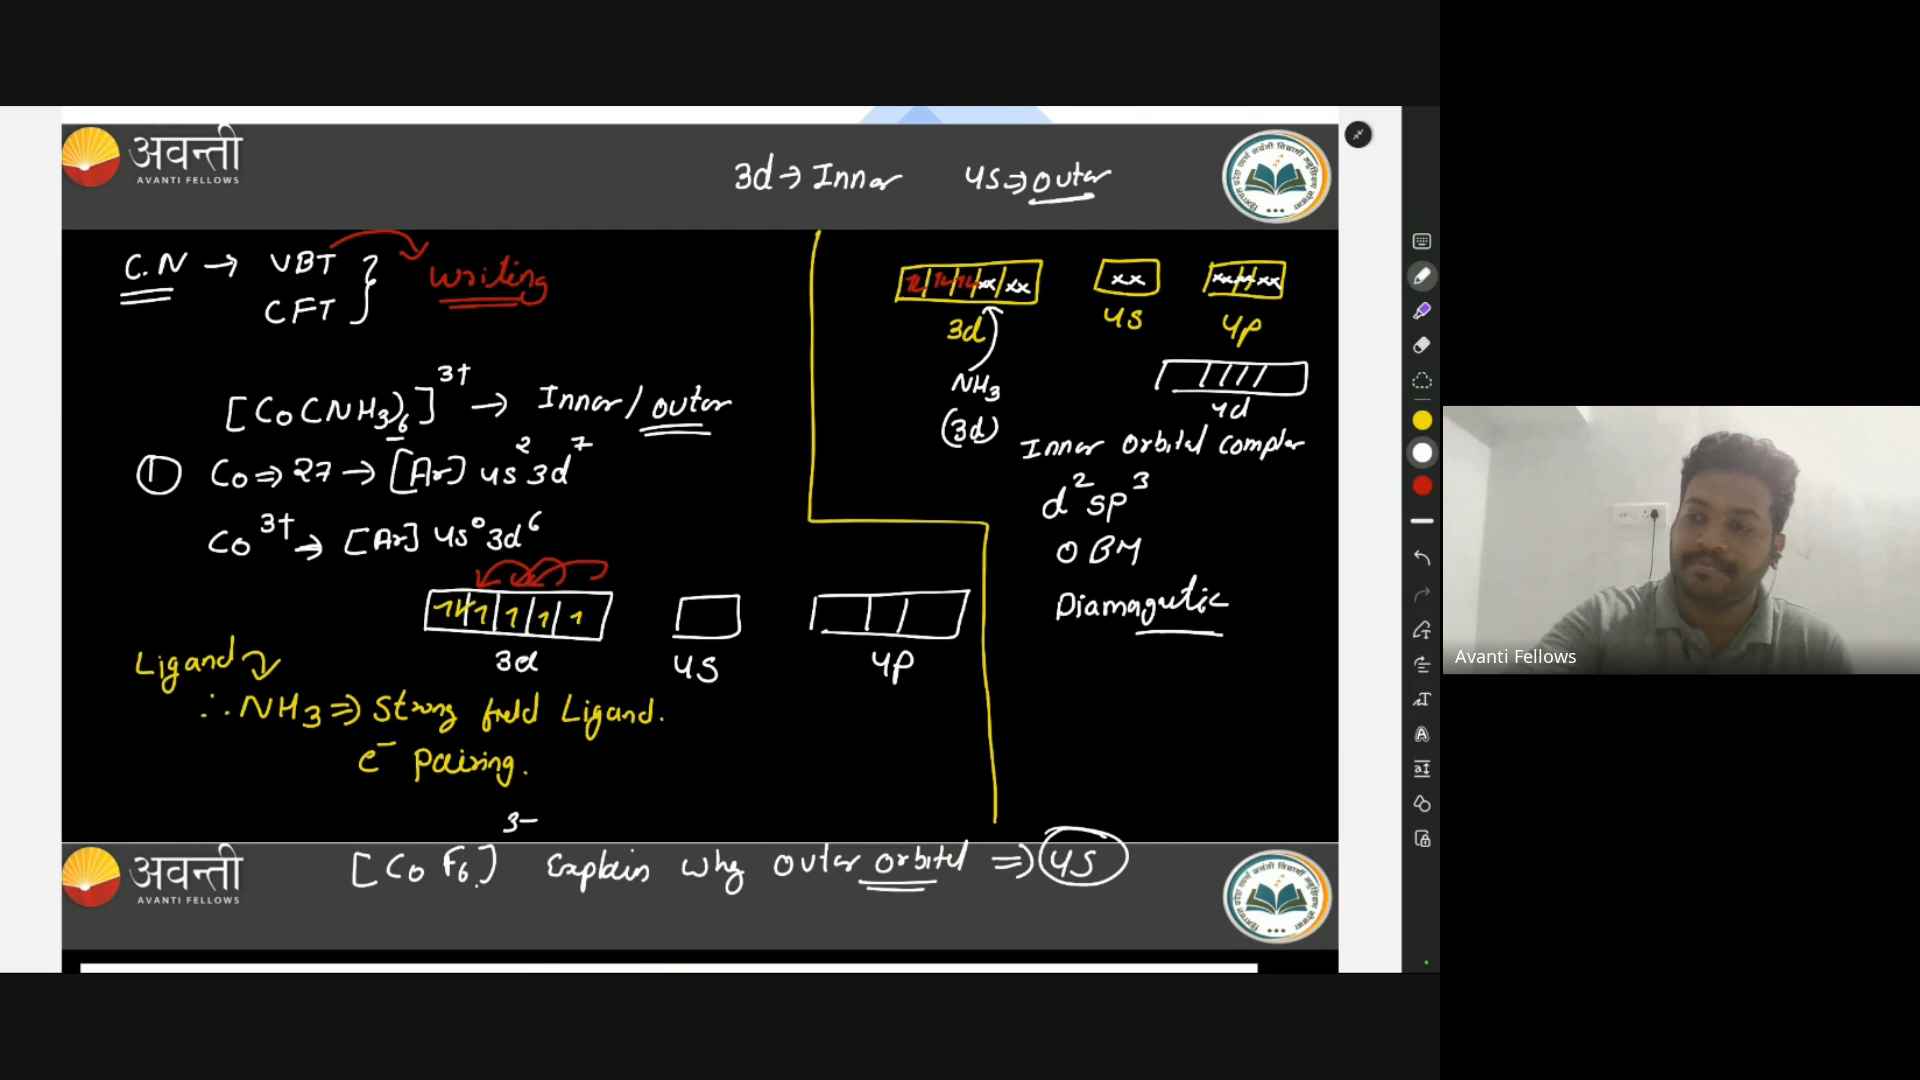 अवन्ती
AVANTI FELLOWS
3d → Inner 4s ⇒ outer
C.N → VBT
CFT
writing
[Co(NH3)6]3+ → Inner/outer
① Co ⇒ 27 → [Ar] 4s2 3d7
Co3+ → [Ar] 4s0 3d6
3d 4s 4p
Ligand
∴ NH3 ⇒ Strong field Ligand.
e- Pairing.
3d 4s 4p
NH3
(3d)
4d
Inner orbital complex
d2sp3
0 BM
Diamagnetic
[CoF6]3- Explain why outer orbital ⇒ 4s
अवन्ती
AVANTI FELLOWS
Avanti Fellows